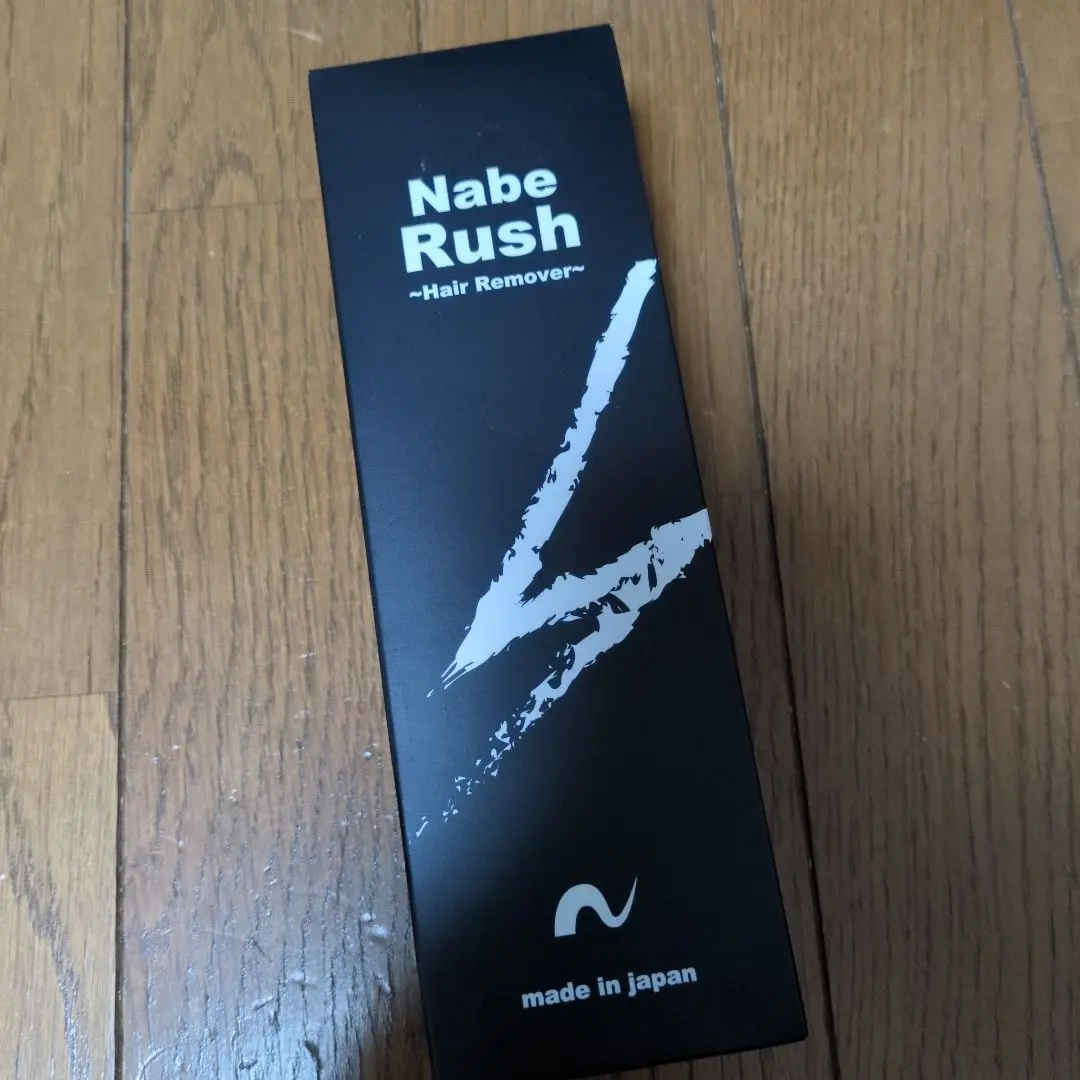 Nabe
Rush
~Hair Remover~
made in japan